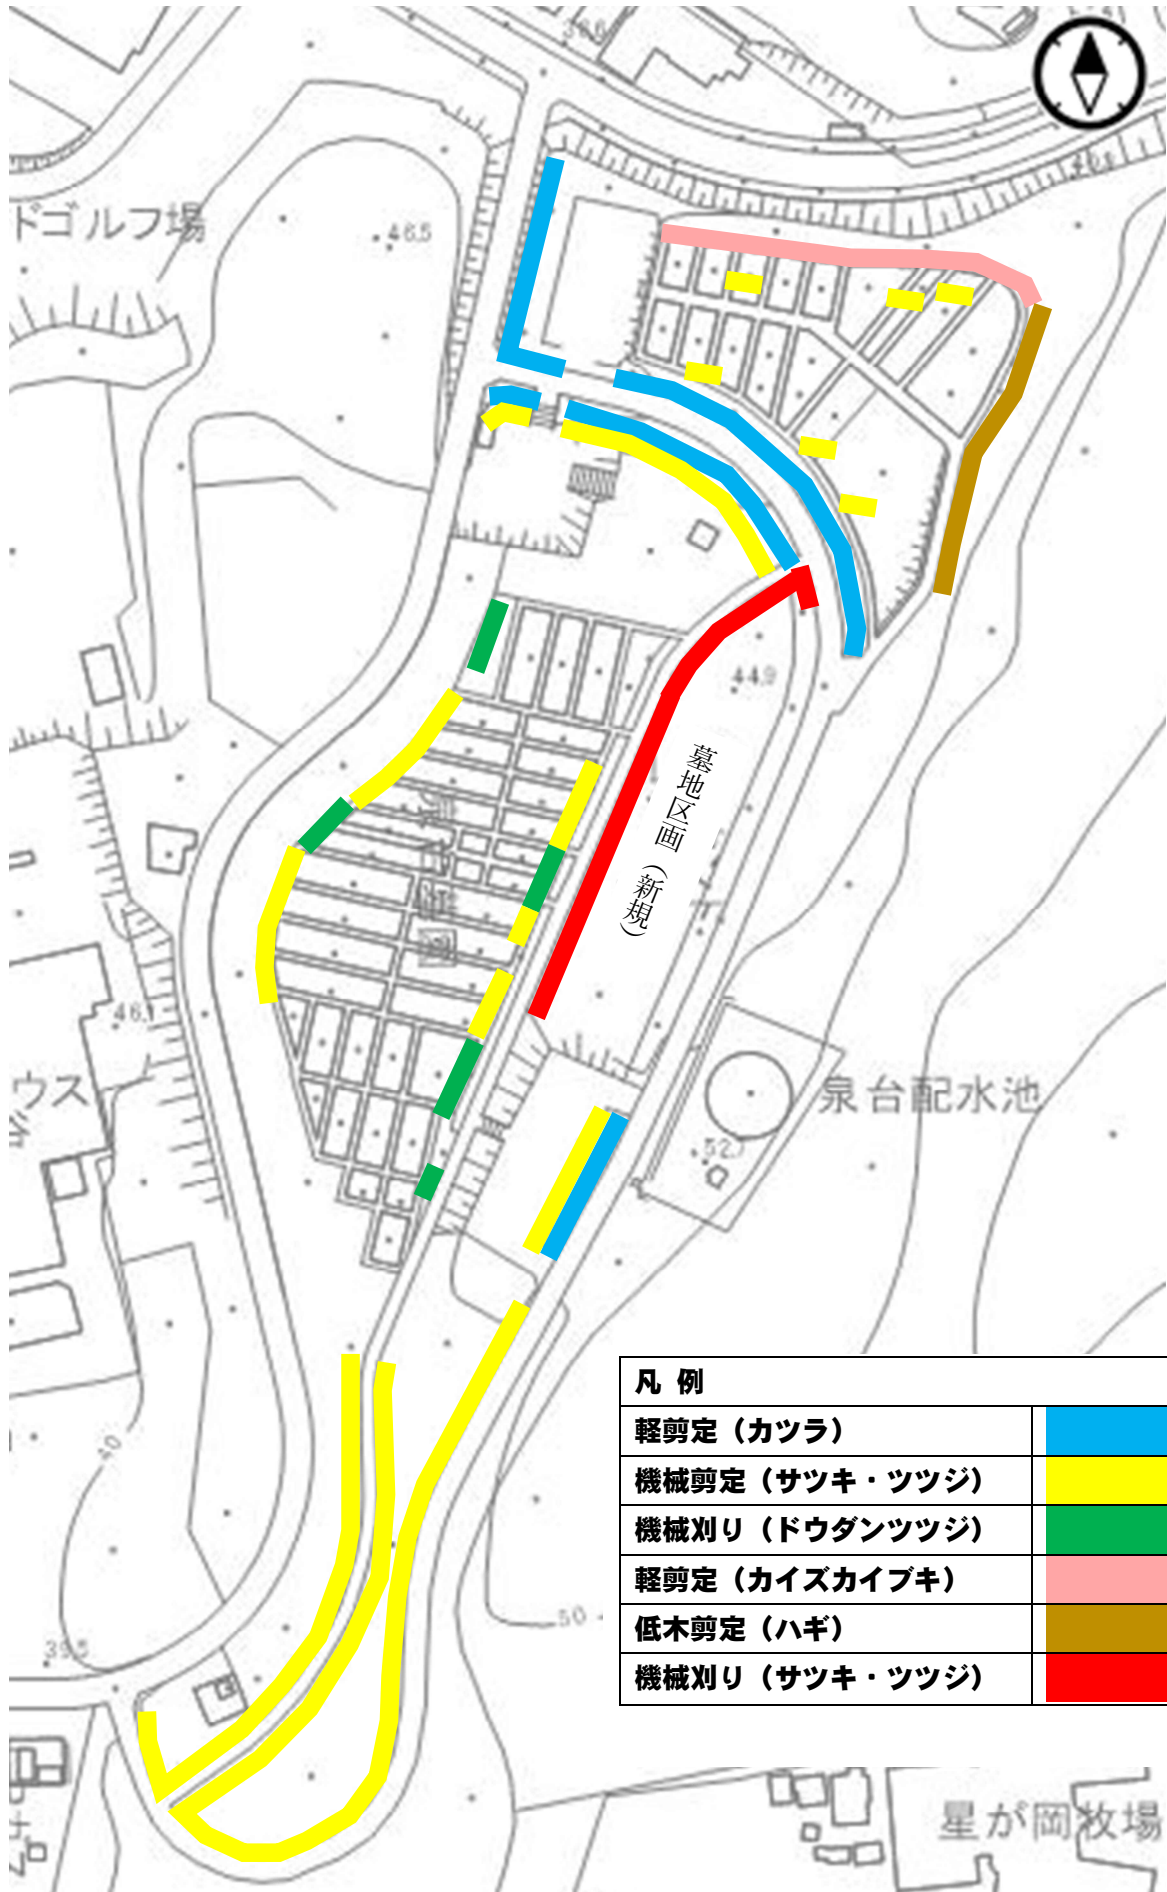 ドゴルフ場
46.5
44.9
墓地区画（新規）
46.1
ウス
泉台配水池
52.7
凡 例
軽剪定（カツラ）
機械剪定（サツキ・ツツジ）
機械刈り（ドウダンツツジ）
軽剪定（カイズカイブキ）
低木剪定（ハギ）
機械刈り（サツキ・ツツジ）
40
50
39.5
星が岡牧場